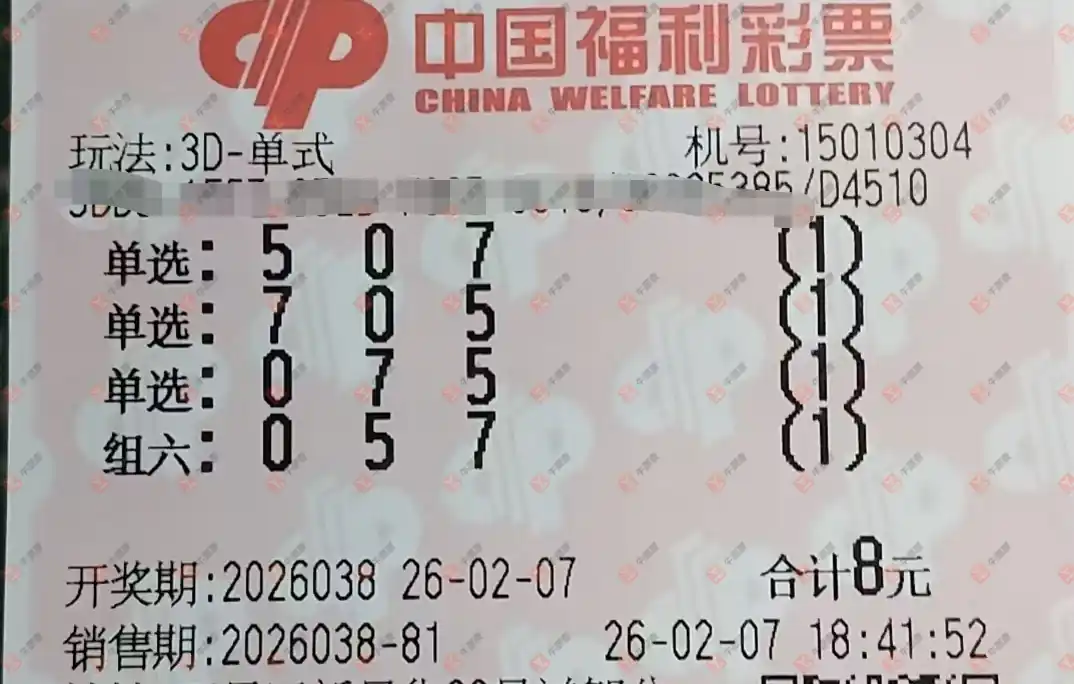 中国福利彩票
CHINA WELFARE LOTTERY
玩法:3D-单式 机号:15010304
/D4510
单选: 5 0 7 (1)
单选: 7 0 5 (1)
单选: 0 7 5 (1)
组六: 0 5 7 (1)
开奖期:2026038 26-02-07 合计8元
销售期:2026038-81 26-02-07 18:41:52